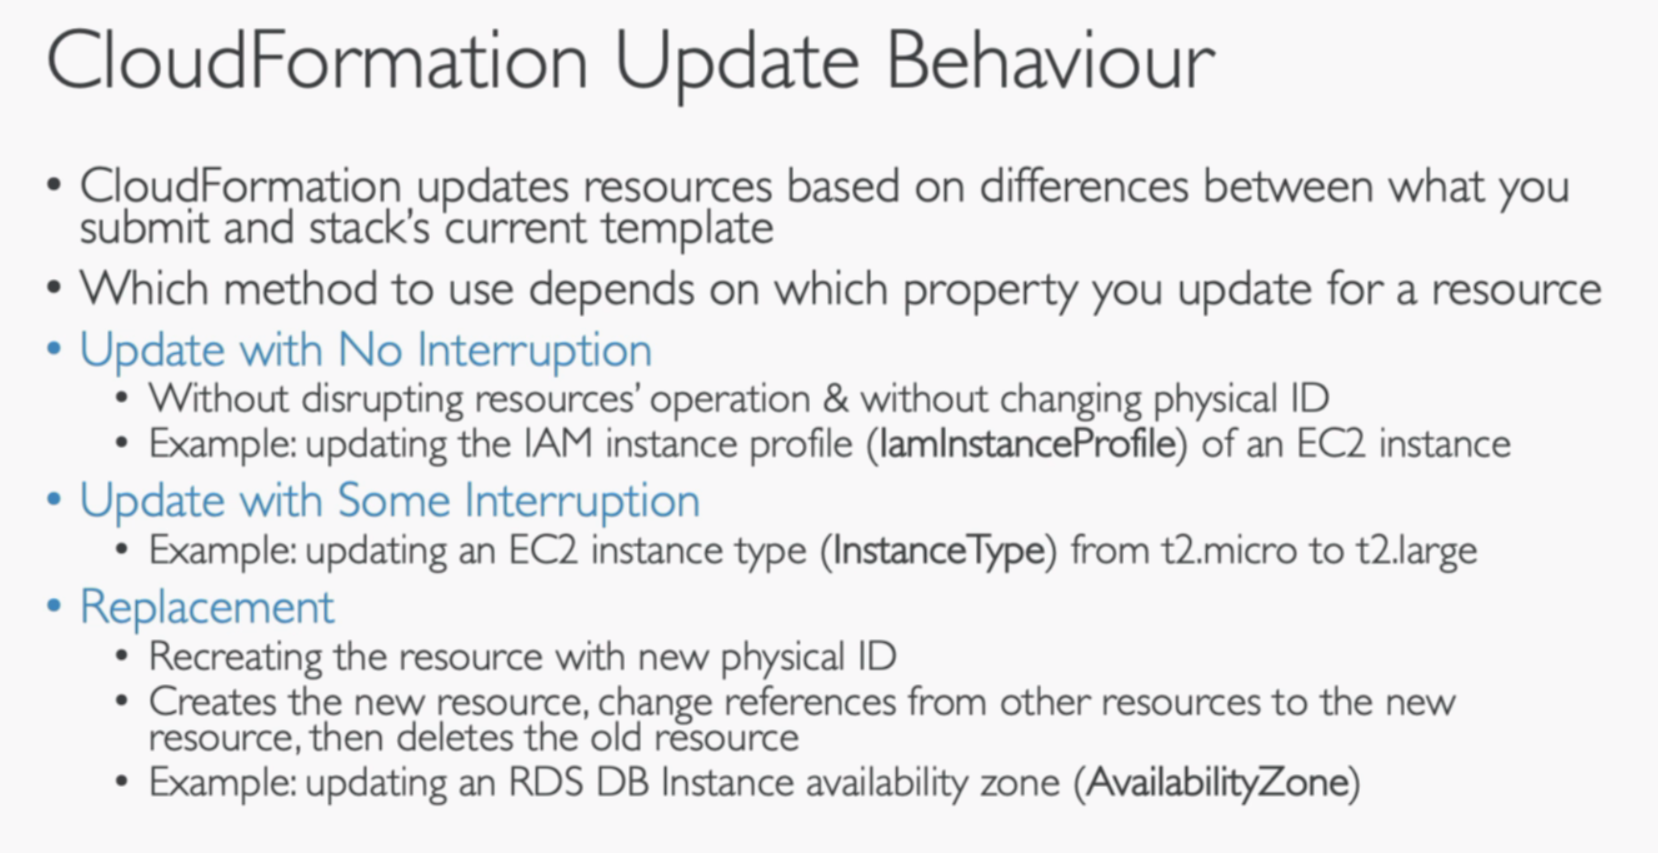 CloudFormation Update Behaviour
• CloudFormation updates resources based on differences between what you
submit and stack's current template
• Which method to use depends on which property you update for a resource
• Update with No Interruption
• Without disrupting resources' operation & without changing physical ID
• Example: updating the IAM instance profile (IamInstanceProfile) of an EC2 instance
• Update with Some Interruption
• Example: updating an EC2 instance type (InstanceType) from t2.micro to t2.large
• Replacement
• Recreating the resource with new physical ID
• Creates the new resource, change references from other resources to the new
resource, then deletes the old resource
• Example: updating an RDS DB Instance availability zone (AvailabilityZone)